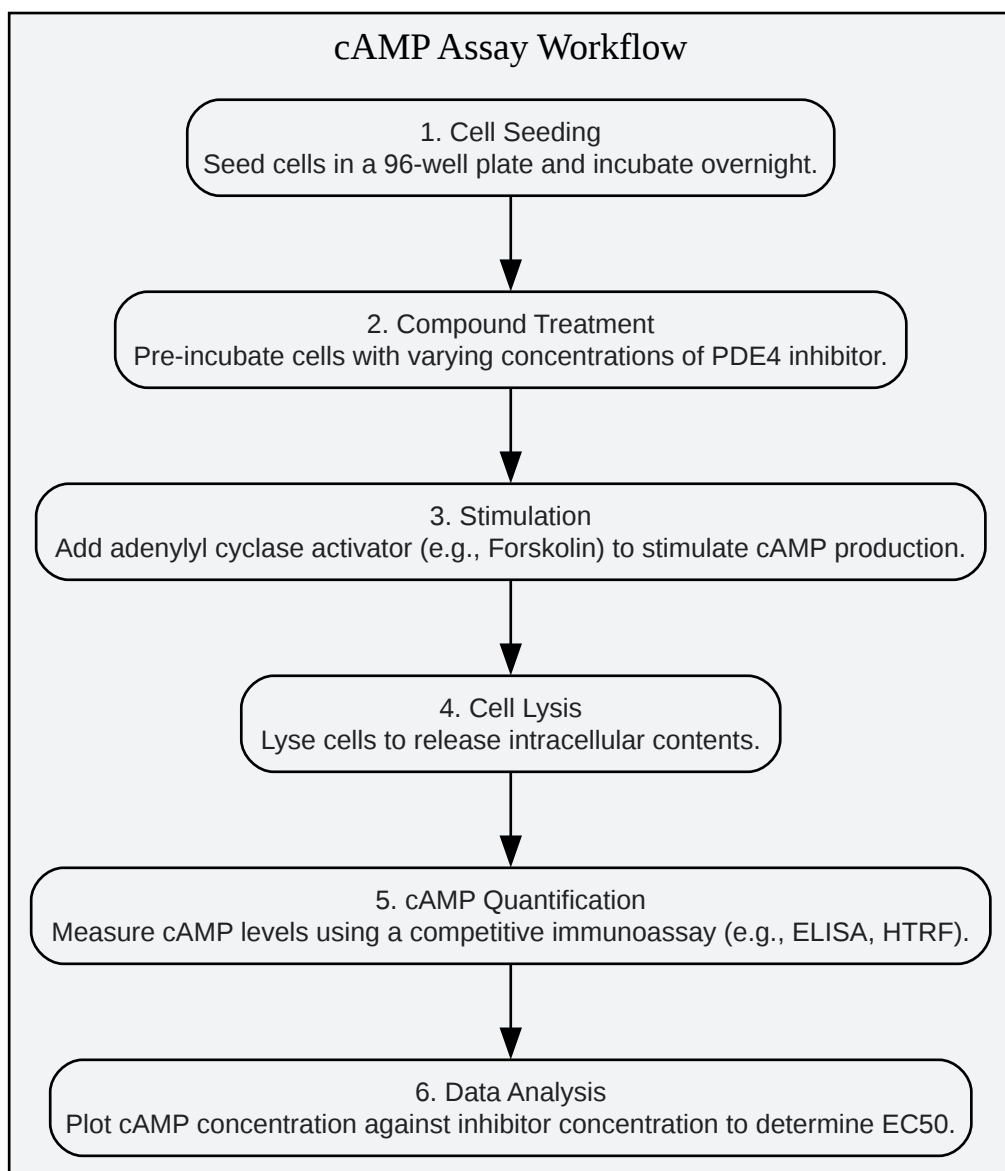 cAMP Assay Workflow
1. Cell Seeding
Seed cells in a 96-well plate and incubate overnight.
2. Compound Treatment
Pre-incubate cells with varying concentrations of PDE4 inhibitor.
3. Stimulation
Add adenylyl cyclase activator (e.g., Forskolin) to stimulate cAMP production.
4. Cell Lysis
Lyse cells to release intracellular contents.
5. cAMP Quantification
Measure cAMP levels using a competitive immunoassay (e.g., ELISA, HTRF).
6. Data Analysis
Plot cAMP concentration against inhibitor concentration to determine EC50.